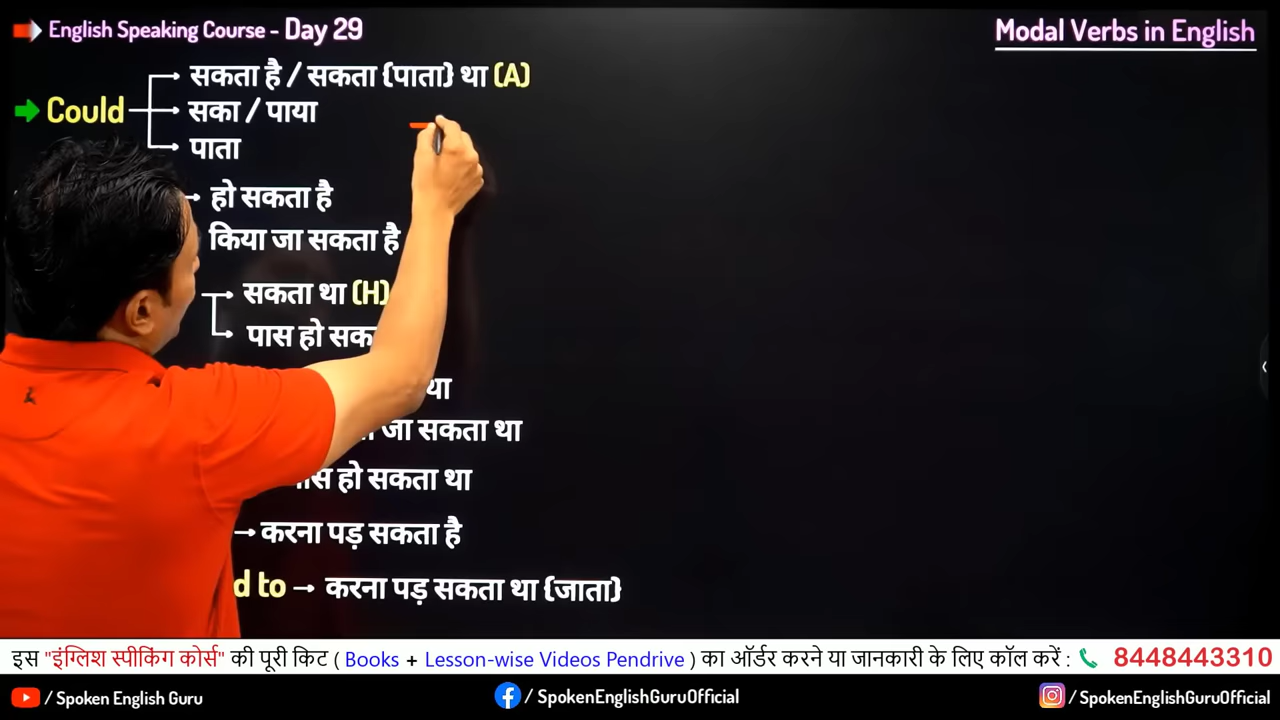 English Speaking Course - Day 29
Modal Verbs in English
सकता है / सकता {पाता} था (A)
Could
सका / पाया
पाता
हो सकता है
किया जा सकता है
सकता था (H)
पास हो सक
था
जा सकता था
हो सकता था
करना पड़ सकता है
d to → करना पड़ सकता था {जाता}
इस "इंग्लिश स्पीकिंग कोर्स" की पूरी किट ( Books + Lesson-wise Videos Pendrive ) का ऑर्डर करने या जानकारी के लिए कॉल करें : 8448443310
/ Spoken English Guru
/ SpokenEnglishGuruOfficial
/ SpokenEnglishGuruOfficial